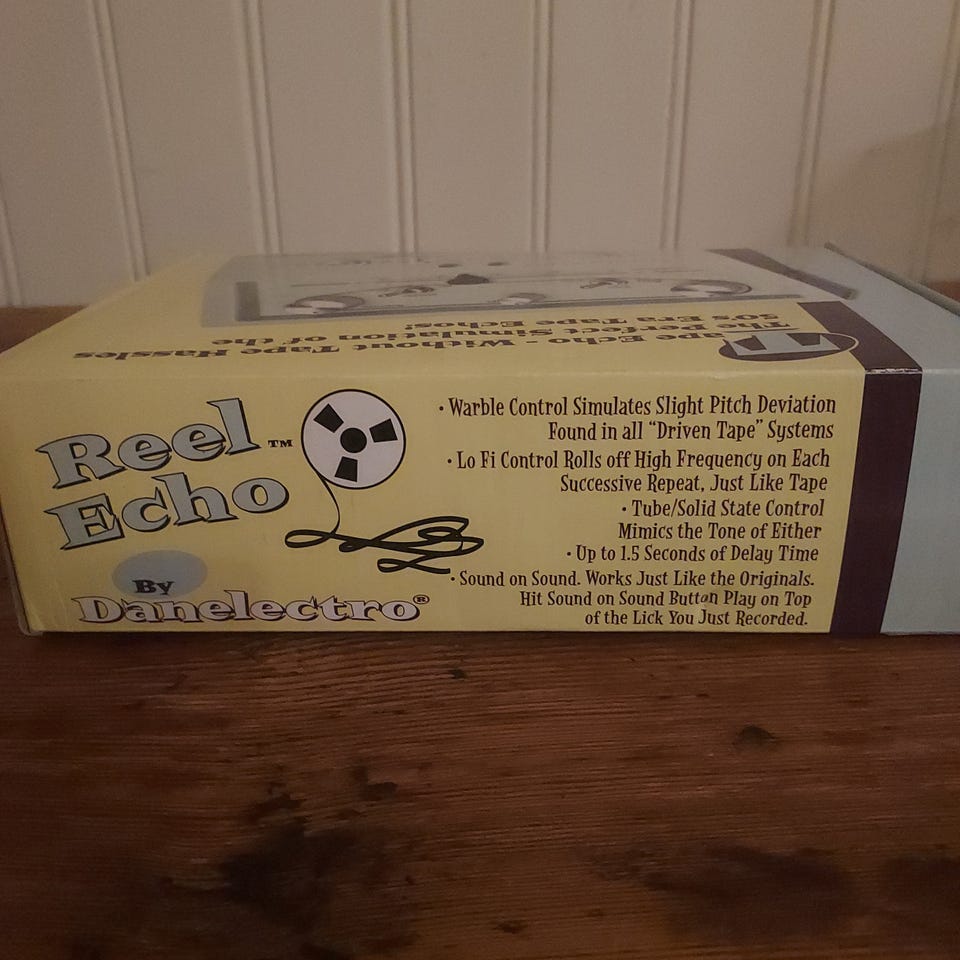 Tape Echo - Without Tape Hassles
The Perfect Simulation of the
50's Era Tape Echos!
Reel™
Echo
By
Danelectro®
· Warble Control Simulates Slight Pitch Deviation
Found in all “Driven Tape” Systems
· Lo Fi Control Rolls off High Frequency on Each
Successive Repeat, Just Like Tape
· Tube/Solid State Control
Mimics the Tone of Either
· Up to 1.5 Seconds of Delay Time
· Sound on Sound. Works Just Like the Originals.
Hit Sound on Sound Button Play on Top
of the Lick You Just Recorded.